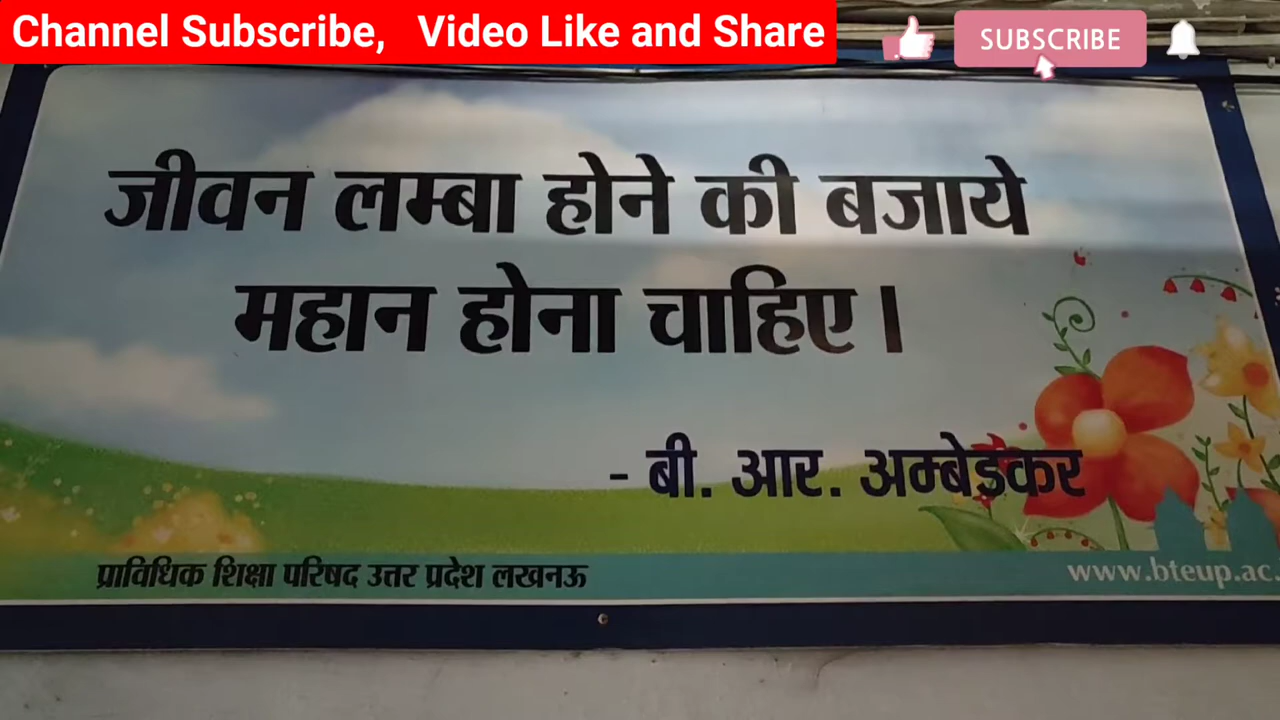 Channel Subscribe, Video Like and Share
SUBSCRIBE
जीवन लम्बा होने की बजाये
महान होना चाहिए।
- बी. आर. अम्बेडकर
प्राविधिक शिक्षा परिषद उत्तर प्रदेश लखनऊ
www.bteup.ac.